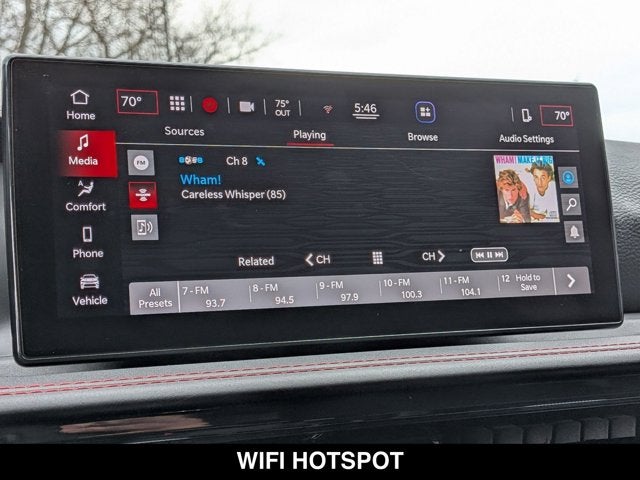 Home
70°
75°
OUT
5:46
70°
Media
Sources
Playing
Browse
Audio Settings
FM
Ch 8
WHAM! MAKE IT BIG
Wham!
Careless Whisper (85)
Comfort
Phone
Related
CH
CH
Vehicle
All
Presets
7 - FM
93.7
8 - FM
94.5
9 - FM
97.9
10 - FM
100.3
11 - FM
104.1
12 Hold to
Save
WIFI HOTSPOT